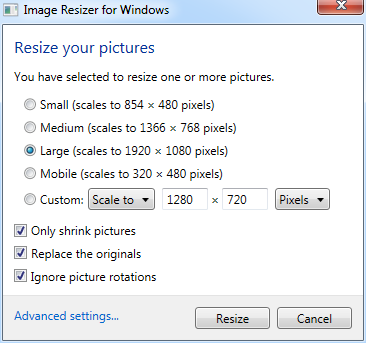 Image Resizer for Windows
Resize your pictures
You have selected to resize one or more pictures.
Small (scales to 854 × 480 pixels)
Medium (scales to 1366 × 768 pixels)
Large (scales to 1920 × 1080 pixels)
Mobile (scales to 320 × 480 pixels)
Custom: Scale to 1280 × 720 Pixels
Only shrink pictures
Replace the originals
Ignore picture rotations
Advanced settings... Resize Cancel